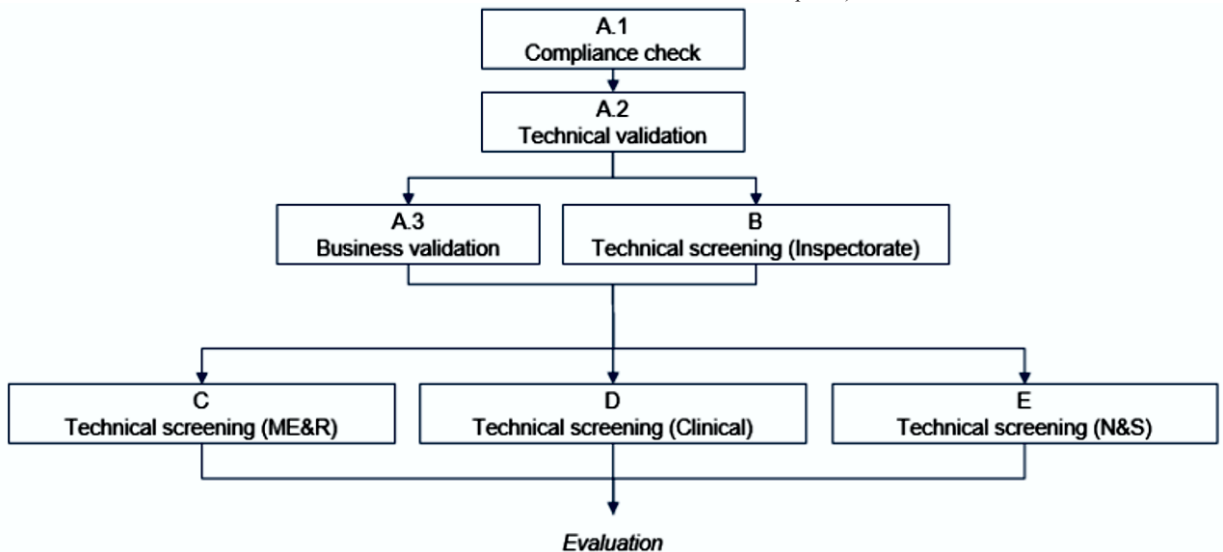 A.1
Compliance check
A.2
Technical validation
A.3
Business validation
B
Technical screening (Inspectorate)
C
Technical screening (ME&R)
D
Technical screening (Clinical)
E
Technical screening (N&S)
Evaluation